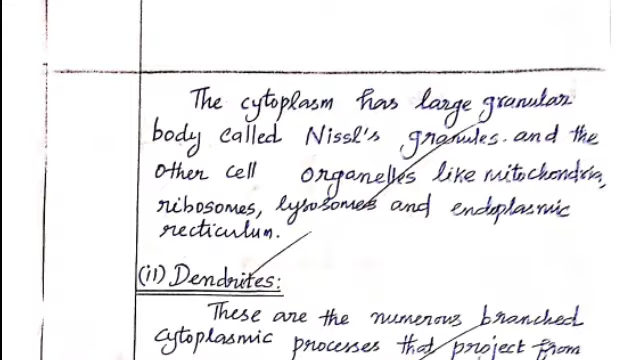 The cytoplasm has large granular
body called Nissl's granules. and the
other cell organelles like mitochondria,
ribosomes, lysosomes and endoplasmic
recticulum.
(ii) Dendrites:
These are the numerous branched
cytoplasmic processes that project from